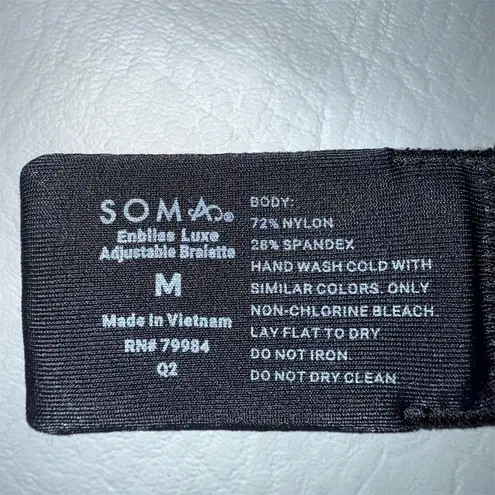 SOMA®
Enbliss Luxe
Adjustable Bralette
M
Made in Vietnam
RN# 79984
Q2
BODY:
72% NYLON
28% SPANDEX
HAND WASH COLD WITH
SIMILAR COLORS. ONLY
NON-CHLORINE BLEACH.
LAY FLAT TO DRY
DO NOT IRON.
DO NOT DRY CLEAN